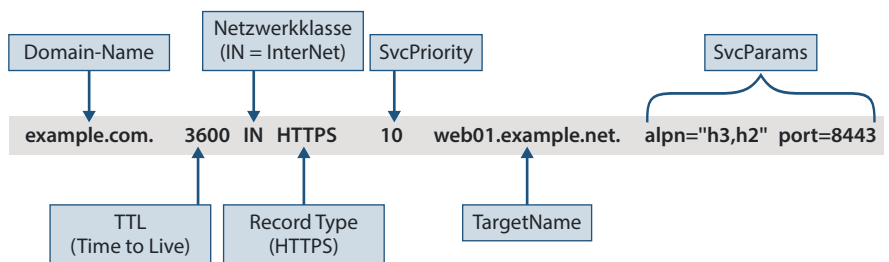 Domain-Name
Netzwerkklasse
(IN = InterNet)
SvcPriority
SvcParams
example.com. 3600 IN HTTPS 10 web01.example.net. alpn="h3,h2" port=8443
TTL
(Time to Live)
Record Type
(HTTPS)
TargetName